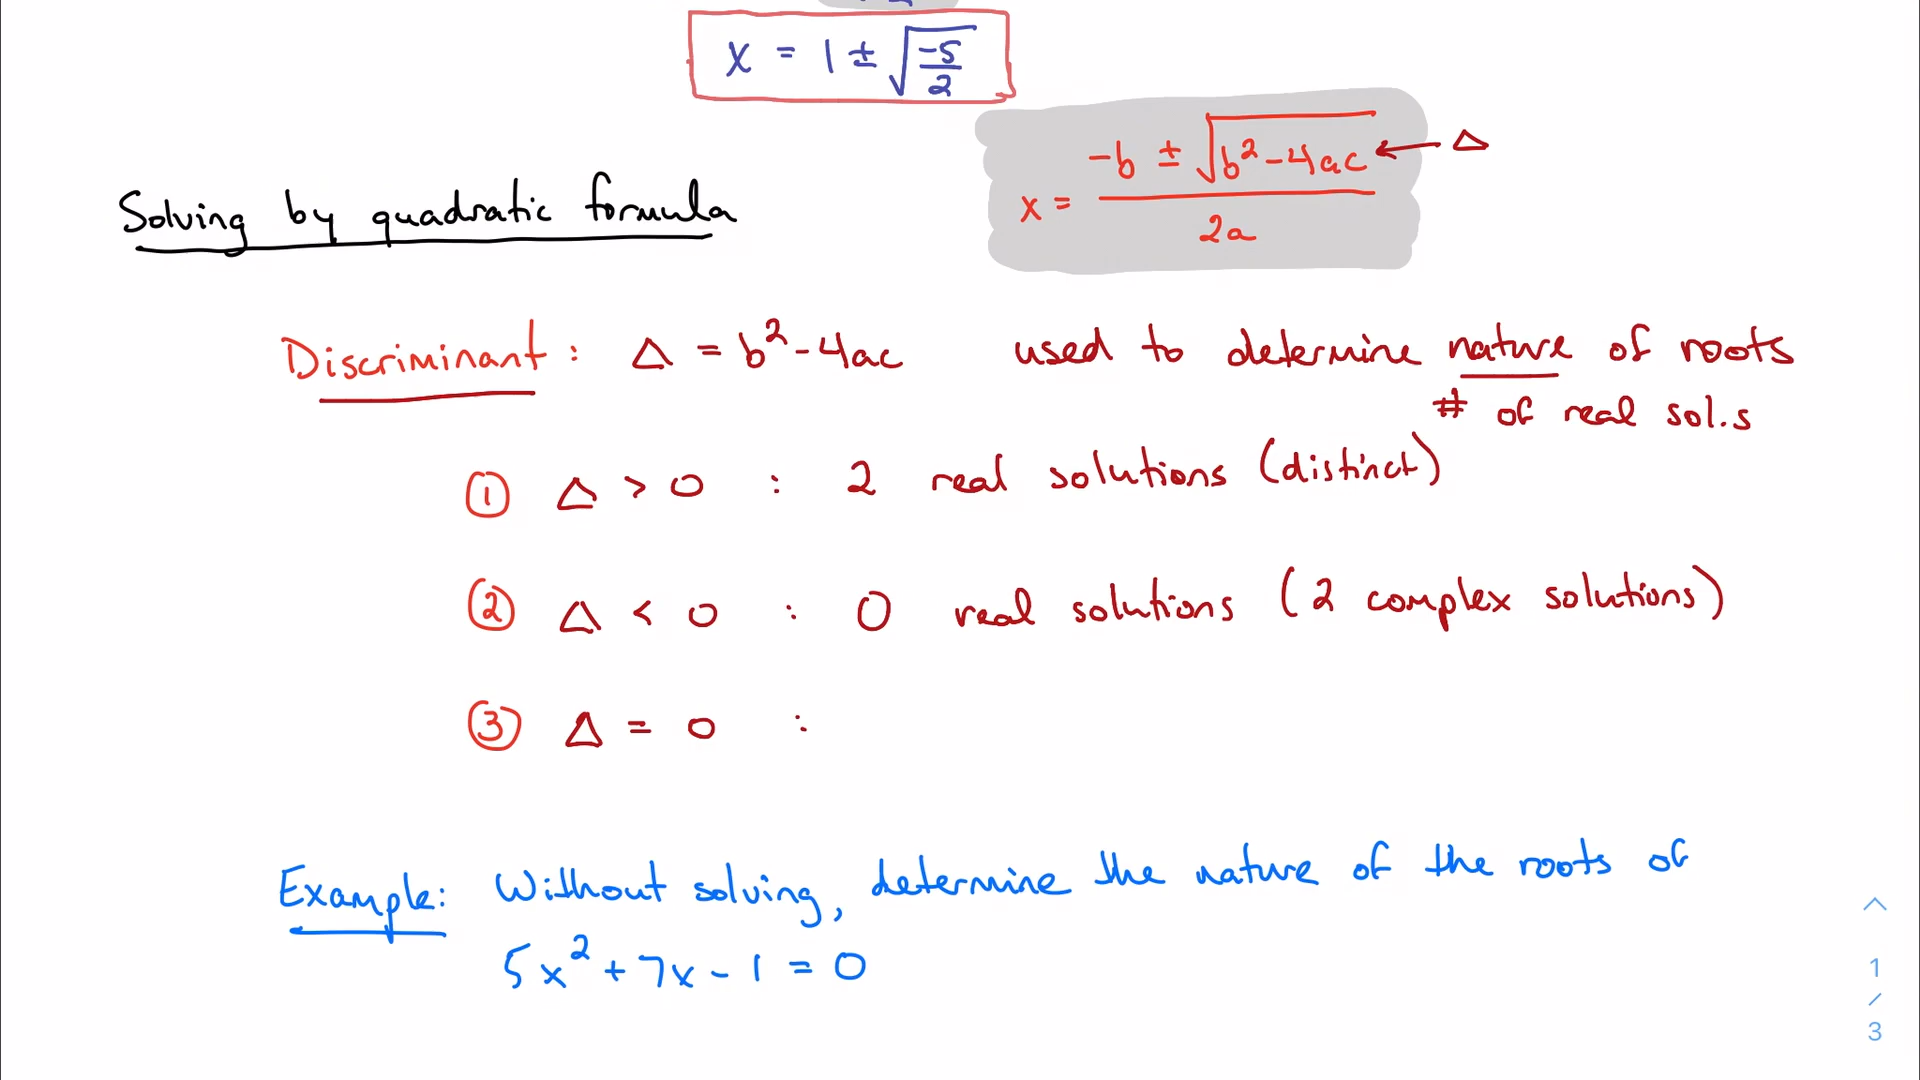 x = 1 ± √(-5/2)
x = (-b ± √(b² - 4ac)) / 2a ← Δ
Solving by quadratic formula
Discriminant : Δ = b² - 4ac used to determine nature of roots
# of real sol.s
① Δ > 0 : 2 real solutions (distinct)
② Δ < 0 : 0 real solutions (2 complex solutions)
③ Δ = 0 :
Example: Without solving, determine the nature of the roots of
5x² + 7x - 1 = 0
1
/
3